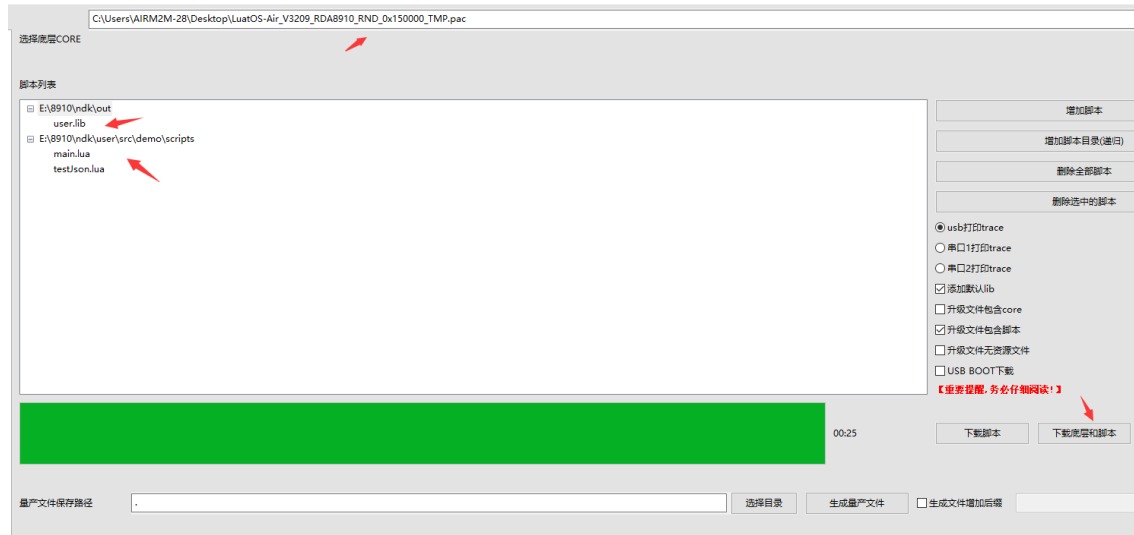 C:\Users\AIRM2M-28\Desktop\LuatOS-Air_V3209_RDA8910_RND_0x150000_TMP.pac
选择底层CORE
脚本列表
E:\8910\ndk\out
user.lib
E:\8910\ndk\user\src\demo\scripts
main.lua
testJson.lua
增加脚本
增加脚本目录(递归)
删除全部脚本
删除选中的脚本
usb打印trace
串口1打印trace
串口2打印trace
添加默认lib
升级文件包含core
升级文件包含脚本
升级文件无资源文件
USB BOOT下载
【重要提醒，务必仔细阅读！】
00:25
下载脚本
下载底层和脚本
量产文件保存路径
.
选择目录
生成量产文件
生成文件增加后缀